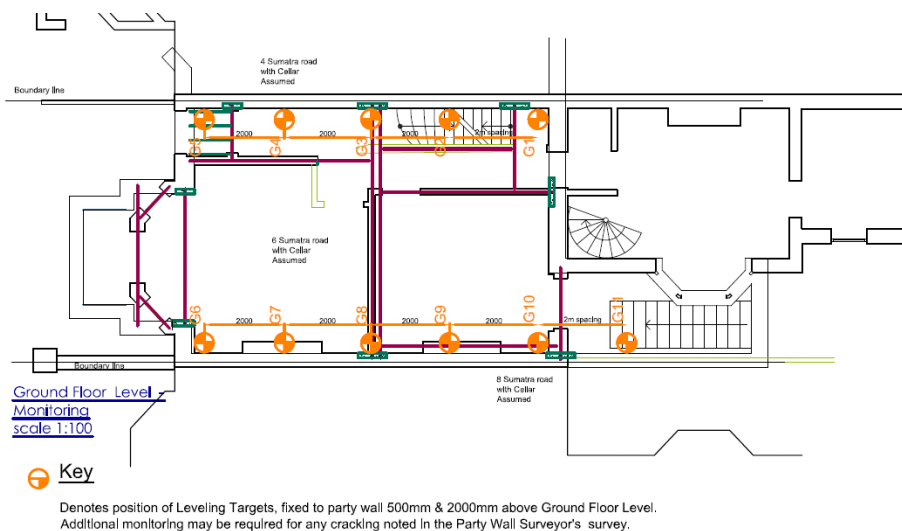 4 Sumatra road
with Cellar
Assumed
Boundary line
2000
2000
2000
2m spacing
G5
G4
G3
G2
G1
6 Sumatra road
with Cellar
Assumed
G6
G7
G8
G9
G10
G11
2000
2000
2000
2000
2m spacing
Boundary line
8 Sumatra road
with Cellar
Assumed
Ground Floor Level -
Monitoring
scale 1:100
Key
Denotes position of Leveling Targets, fixed to party wall 500mm & 2000mm above Ground Floor Level.
Additional monitoring may be required for any cracking noted in the Party Wall Surveyor's survey.